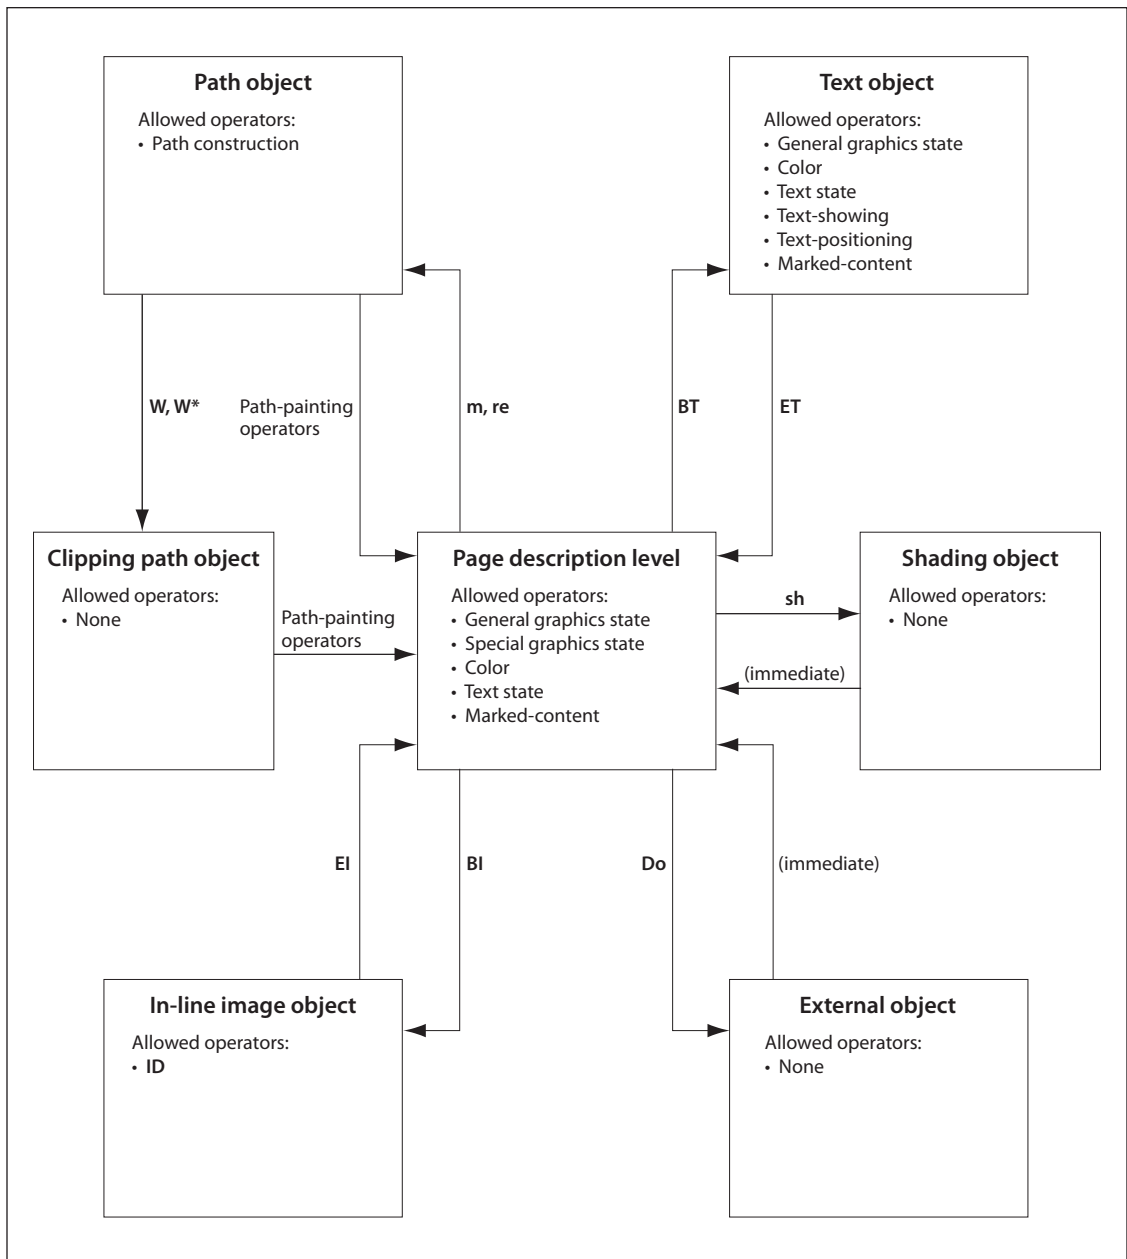 Path object
Allowed operators:
• Path construction
Text object
Allowed operators:
• General graphics state
• Color
• Text state
• Text-showing
• Text-positioning
• Marked-content
W, W*
Path-painting
operators
m, re
BT
ET
Clipping path object
Allowed operators:
• None
Path-painting
operators
Page description level
Allowed operators:
• General graphics state
• Special graphics state
• Color
• Text state
• Marked-content
sh
(immediate)
Shading object
Allowed operators:
• None
EI
BI
Do
(immediate)
In-line image object
Allowed operators:
• ID
External object
Allowed operators:
• None